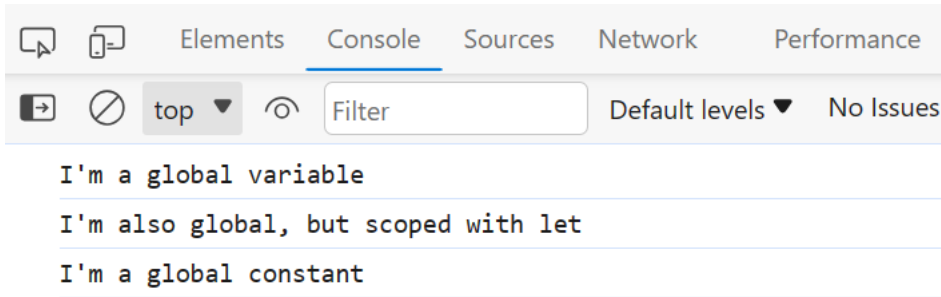 Elements Console Sources Network Performance
top Filter Default levels No Issues
I'm a global variable
I'm also global, but scoped with let
I'm a global constant